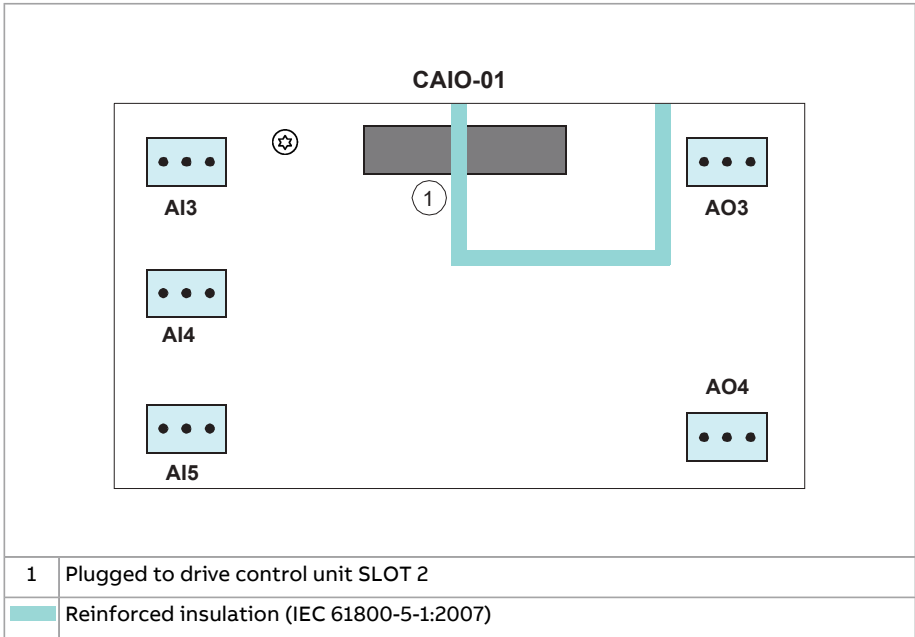 CAIO-01
AI3
1
AO3
AI4
AO4
AI5
1 Plugged to drive control unit SLOT 2
Reinforced insulation (IEC 61800-5-1:2007)